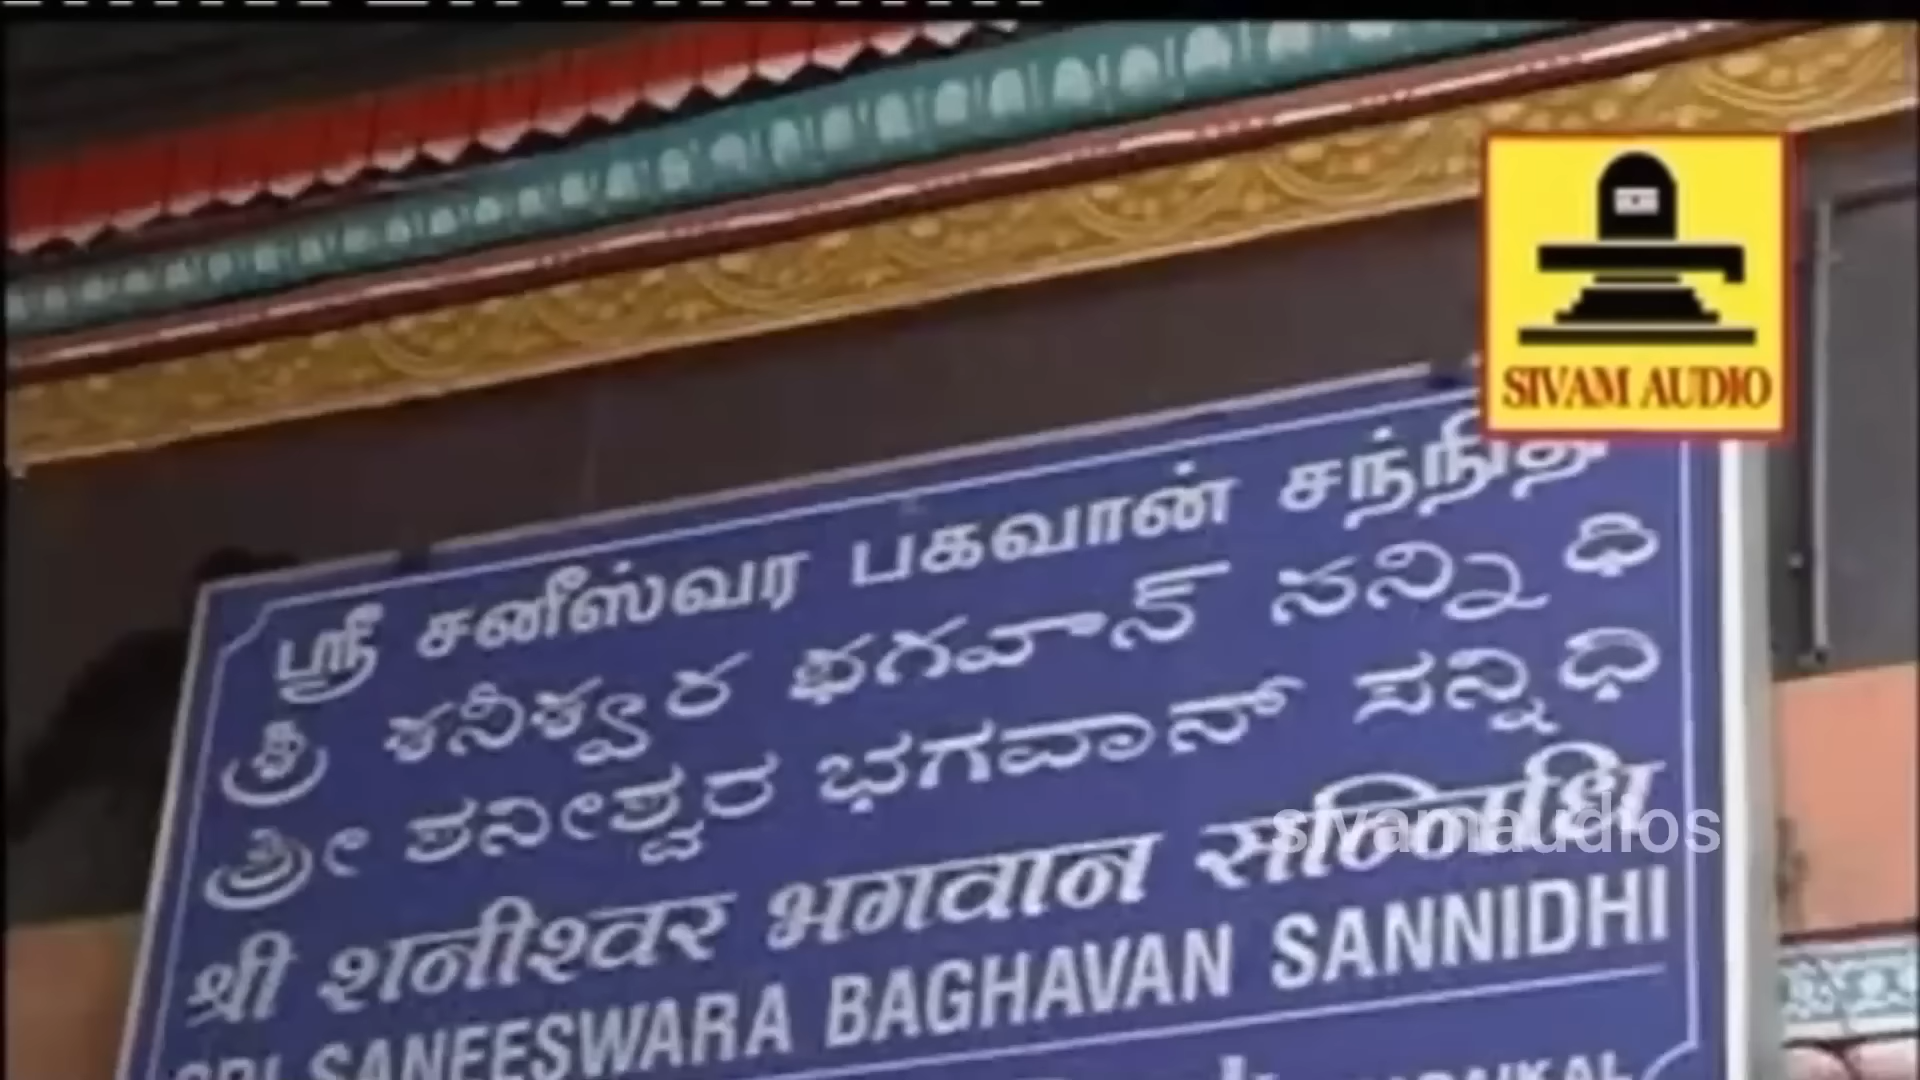 SIVAM AUDIO
ஸ்ரீ சனீஸ்வர பகவான் சந்நிதி
శ్రీ శనీశ్వర భగవాన్ సన్నిధి
ಶ್ರೀ ಶನೀಶ್ವರ ಭಗವಾನ್ ಸನ್ನಿಧಿ
श्री शनीश्वर भगवान सन्निधि
sivamaudios
SRI SANEESWARA BAGHAVAN SANNIDHI